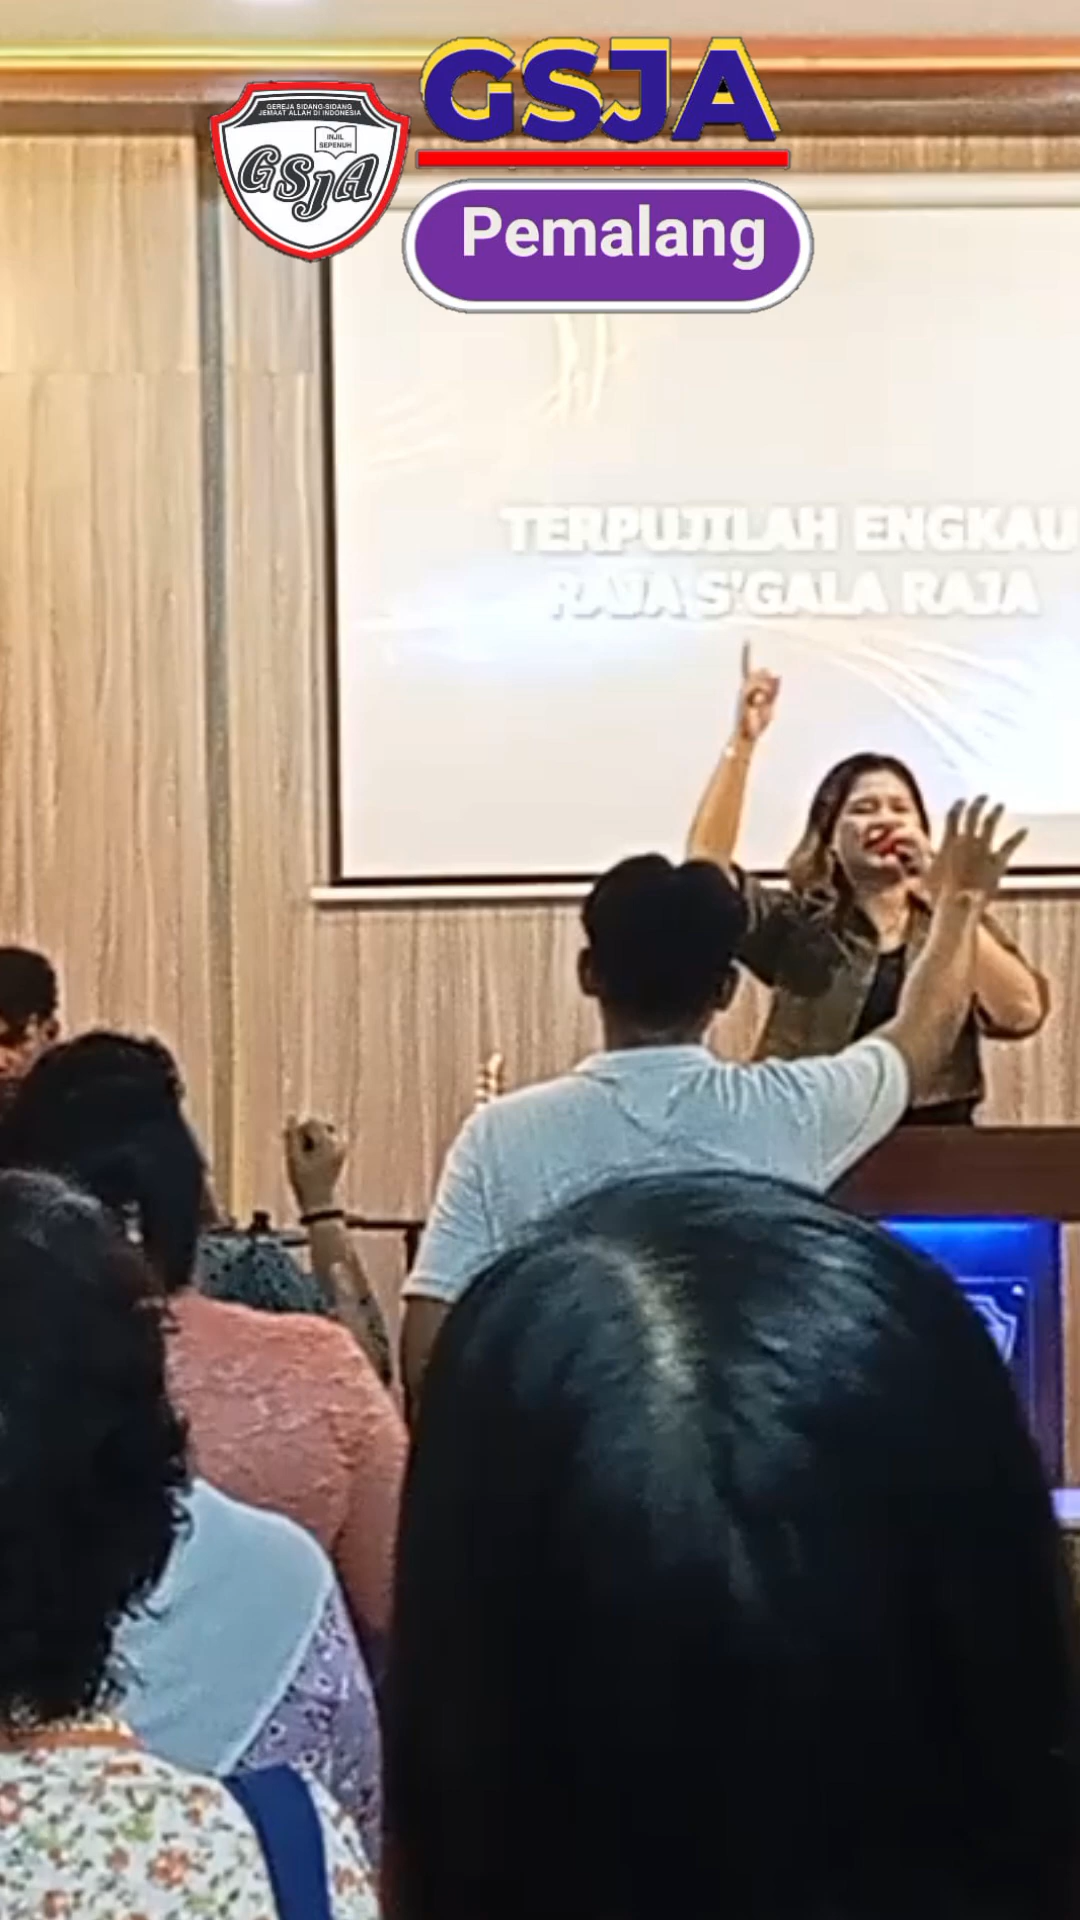 GSJA
GEREJA SIDANG-SIDANG
JEMAAT ALLAH DI INDONESIA
INJIL
SEPENUH
GSJA
Pemalang
TERPUJILAH ENGKAU
RAJA S'GALA RAJA